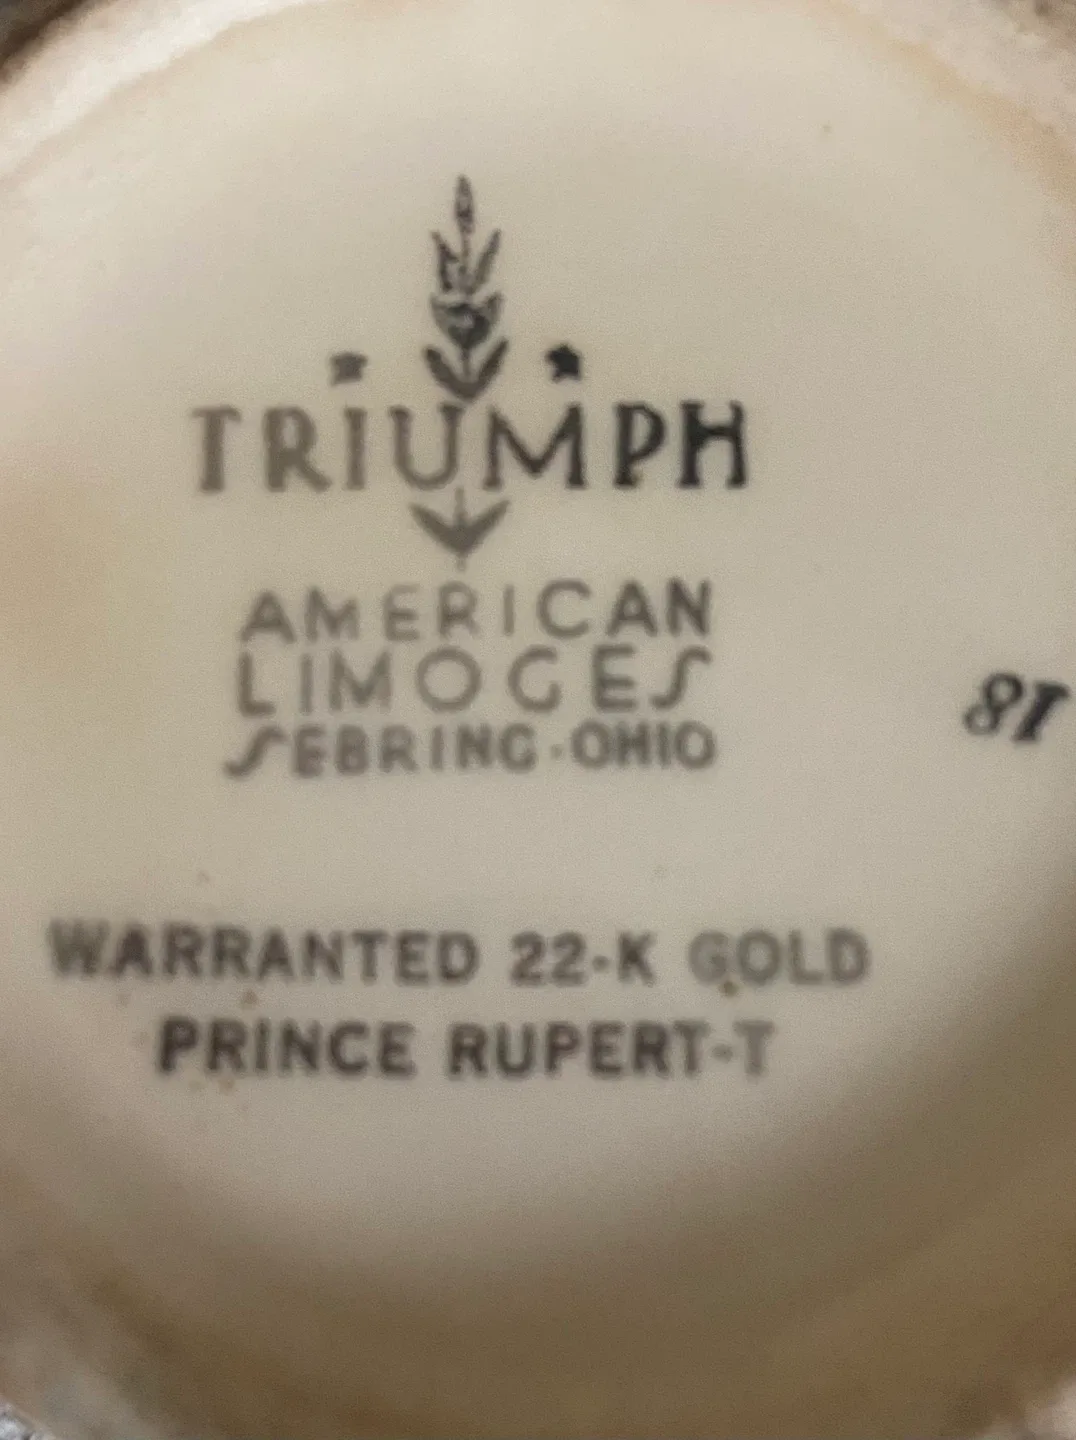 TRIUMPH
AMERICAN
LIMOGES
SEBRING·OHIO
81
WARRANTED 22-K GOLD
PRINCE RUPERT-T